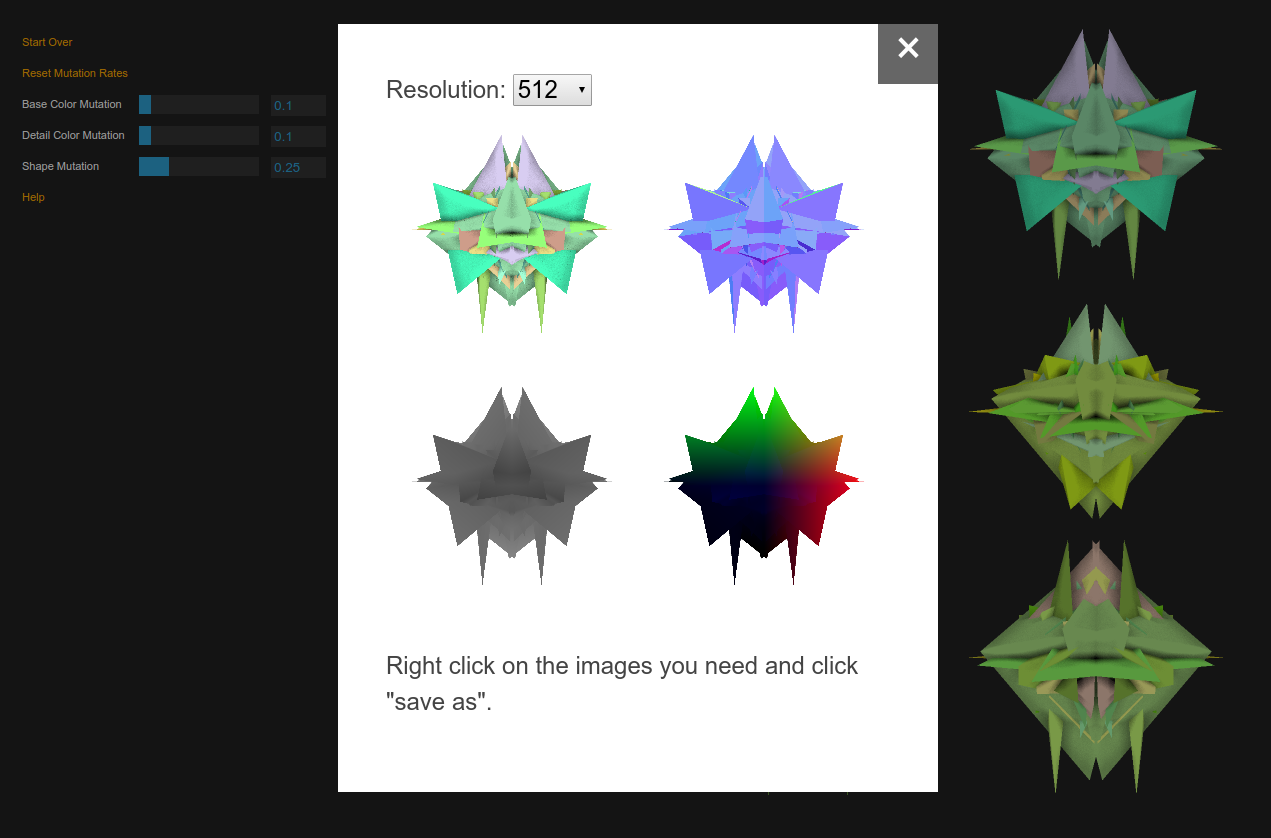 Start Over
Reset Mutation Rates
Base Color Mutation 0.1
Detail Color Mutation 0.1
Shape Mutation 0.25
Help
Resolution: 512
Right click on the images you need and click
"save as".